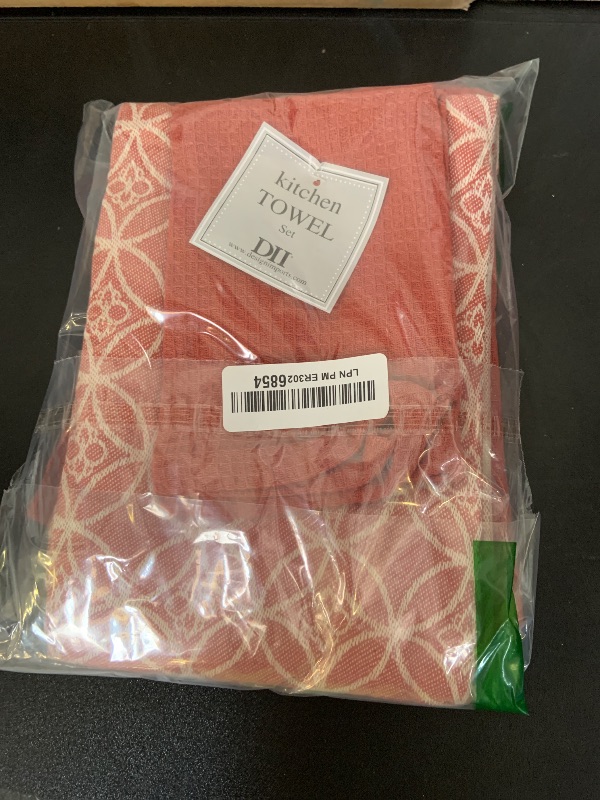 kitchen
TOWEL
Set
DII
www.designimports.com
LPN PM ER3026854